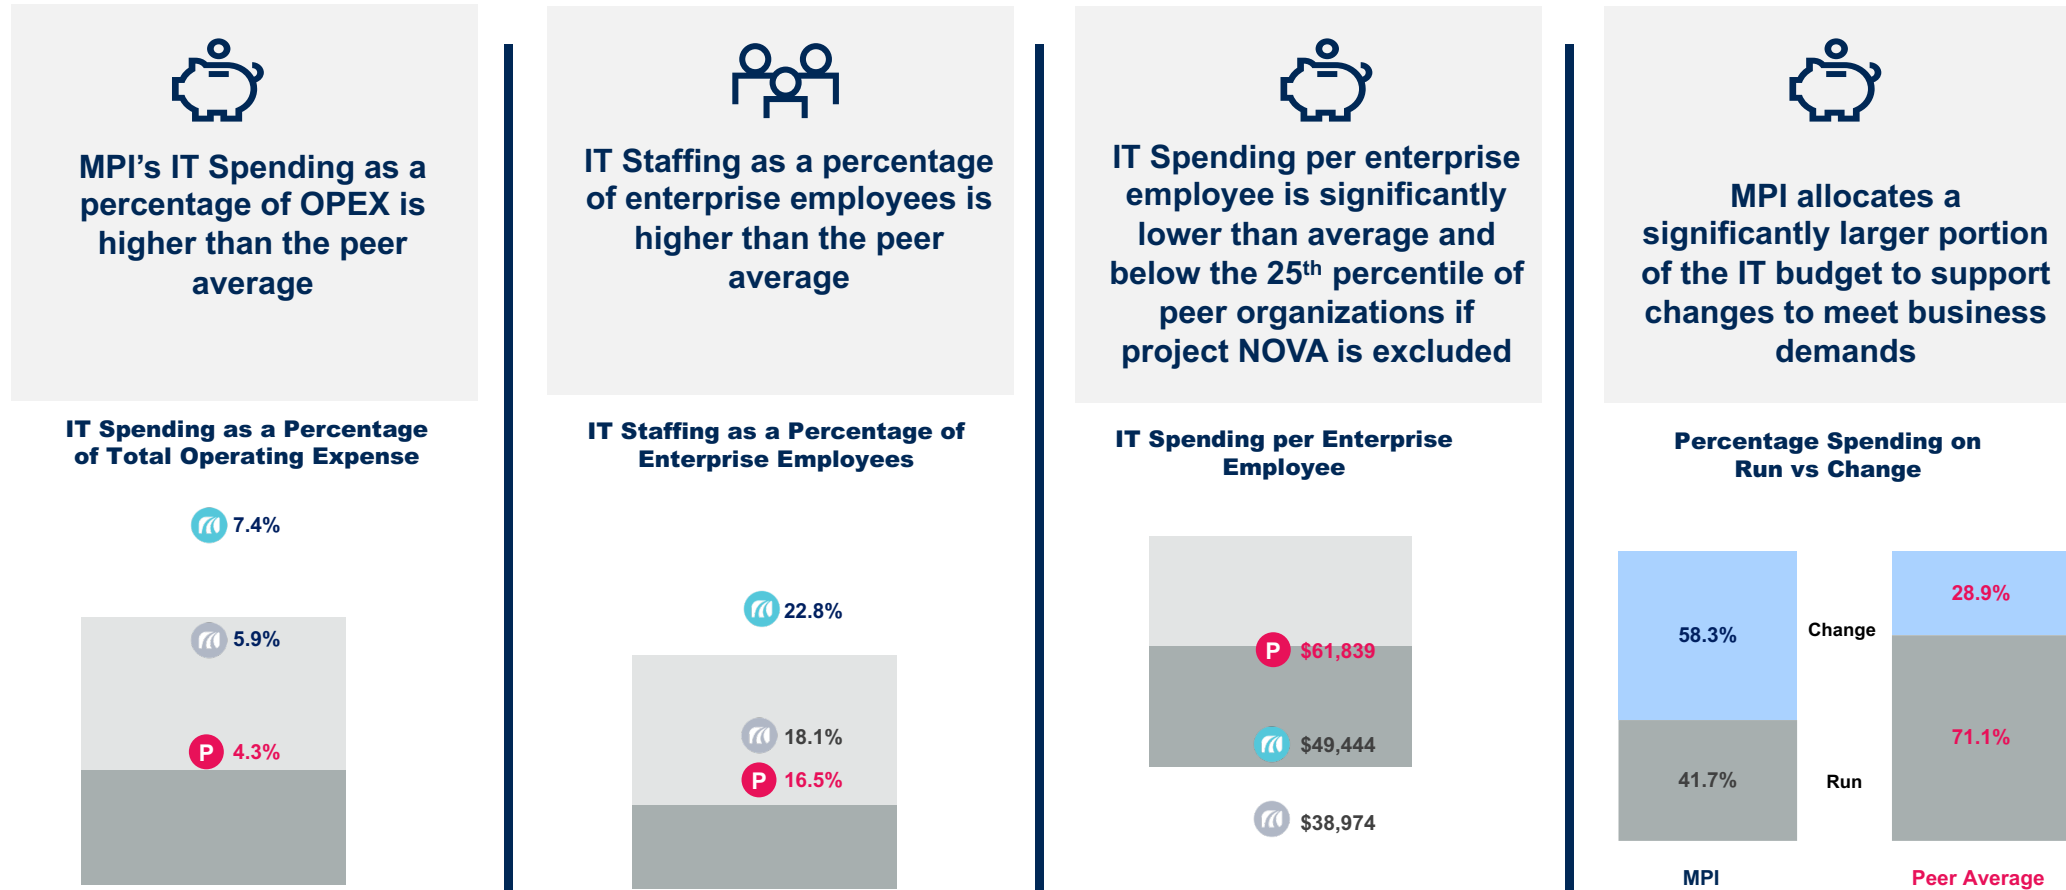 MPI’s IT Spending as a
percentage of OPEX is
higher than the peer
average
IT Spending as a Percentage
of Total Operating Expense
7.4%
5.9%
P 4.3%
IT Staffing as a percentage
of enterprise employees is
higher than the peer
average
IT Staffing as a Percentage of
Enterprise Employees
22.8%
18.1%
P 16.5%
IT Spending per enterprise
employee is significantly
lower than average and
below the 25th percentile of
peer organizations if
project NOVA is excluded
IT Spending per Enterprise
Employee
P $61,839
$49,444
$38,974
MPI allocates a
significantly larger portion
of the IT budget to support
changes to meet business
demands
Percentage Spending on
Run vs Change
28.9%
58.3%
Change
71.1%
41.7%
Run
MPI
Peer Average